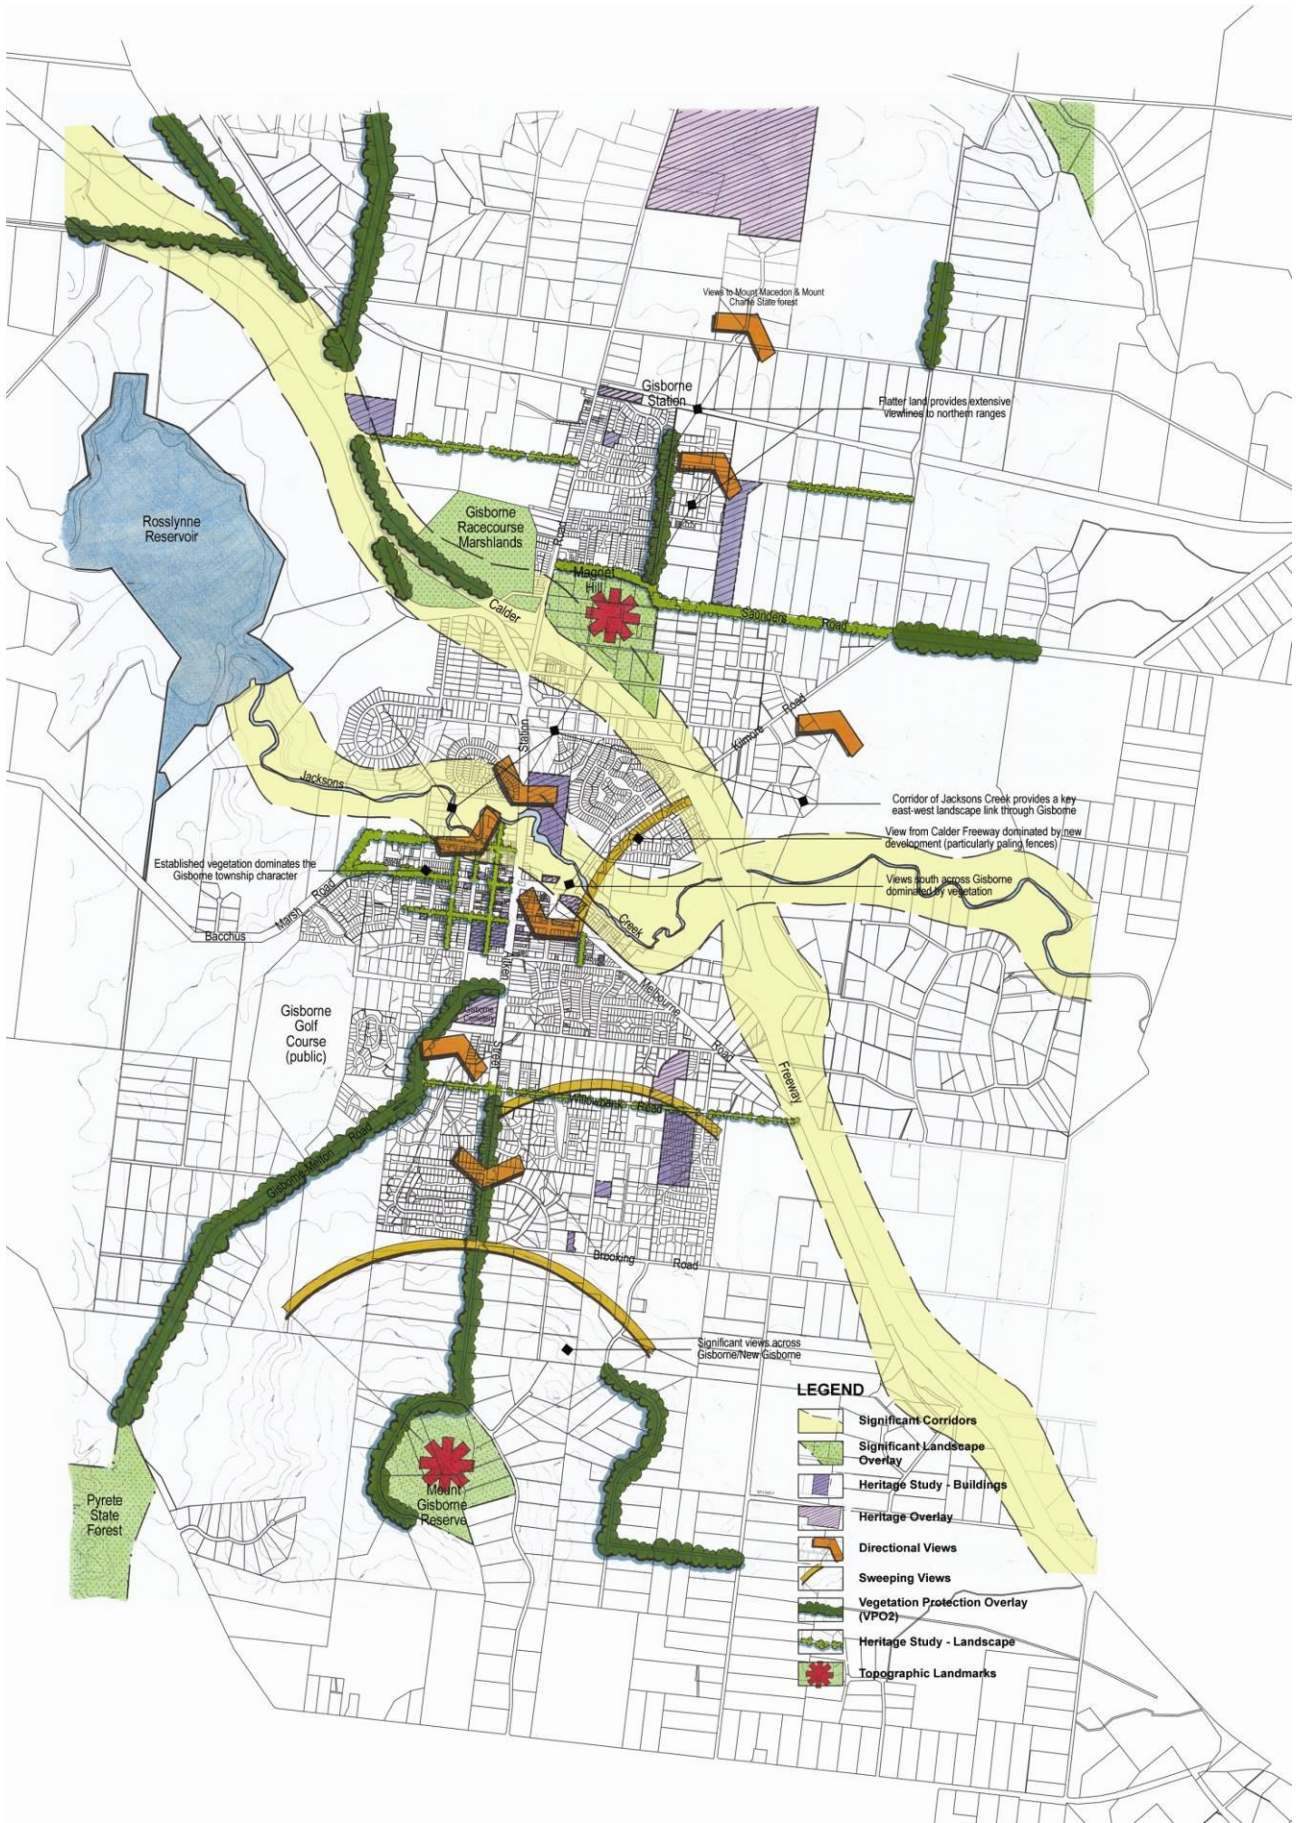 Views to Mount Macedon & Mount
Charlie State forest
Gisborne
Station
Flatter land provides extensive
viewlines to northern ranges
Rosslynne
Reservoir
Gisborne
Racecourse
Marshlands
Road
Magnet
Hill
Calder
Saunders Road
Station
Kilmore Road
Jacksons
Corridor of Jacksons Creek provides a key
east-west landscape link through Gisborne
View from Calder Freeway dominated by new
development (particularly paling fences)
Established vegetation dominates the
Gisborne township character
Views south across Gisborne
dominated by vegetation
Bacchus Marsh Road
Creek
Aitken
Street
Melbourne
Road
Gisborne
Cemetery
Gisborne
Golf
Course
(public)
Freeway
Willowbank Road
Gisborne-Melton Road
Brooking Road
Significant views across
Gisborne/New Gisborne
Mount
Gisborne
Reserve
Pyrete
State
Forest
LEGEND
Significant Corridors
Significant Landscape
Overlay
Heritage Study - Buildings
Heritage Overlay
Directional Views
Sweeping Views
Vegetation Protection Overlay
(VPO2)
Heritage Study - Landscape
Topographic Landmarks